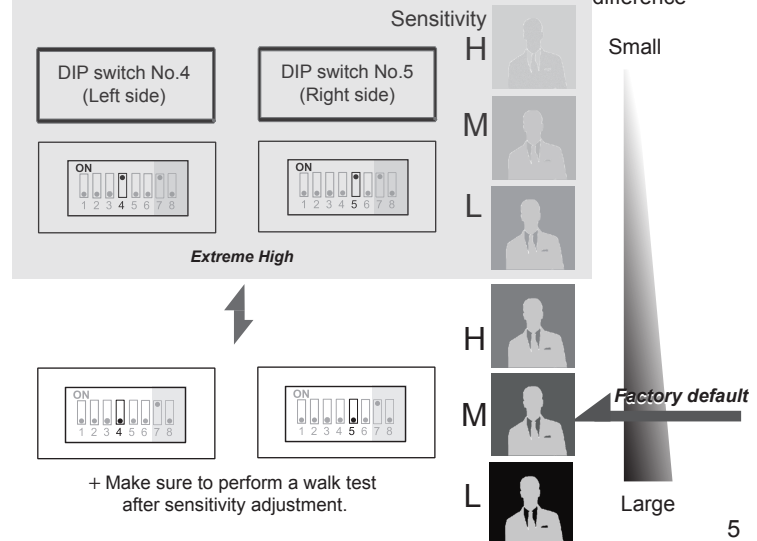 difference
Sensitivity
H
Small
DIP switch No.4
(Left side)
DIP switch No.5
(Right side)
M
ON
1 2 3 4 5 6 7 8
ON
1 2 3 4 5 6 7 8
L
Extreme High
H
Factory default
ON
1 2 3 4 5 6 7 8
ON
1 2 3 4 5 6 7 8
M
+ Make sure to perform a walk test
after sensitivity adjustment.
L
Large
5